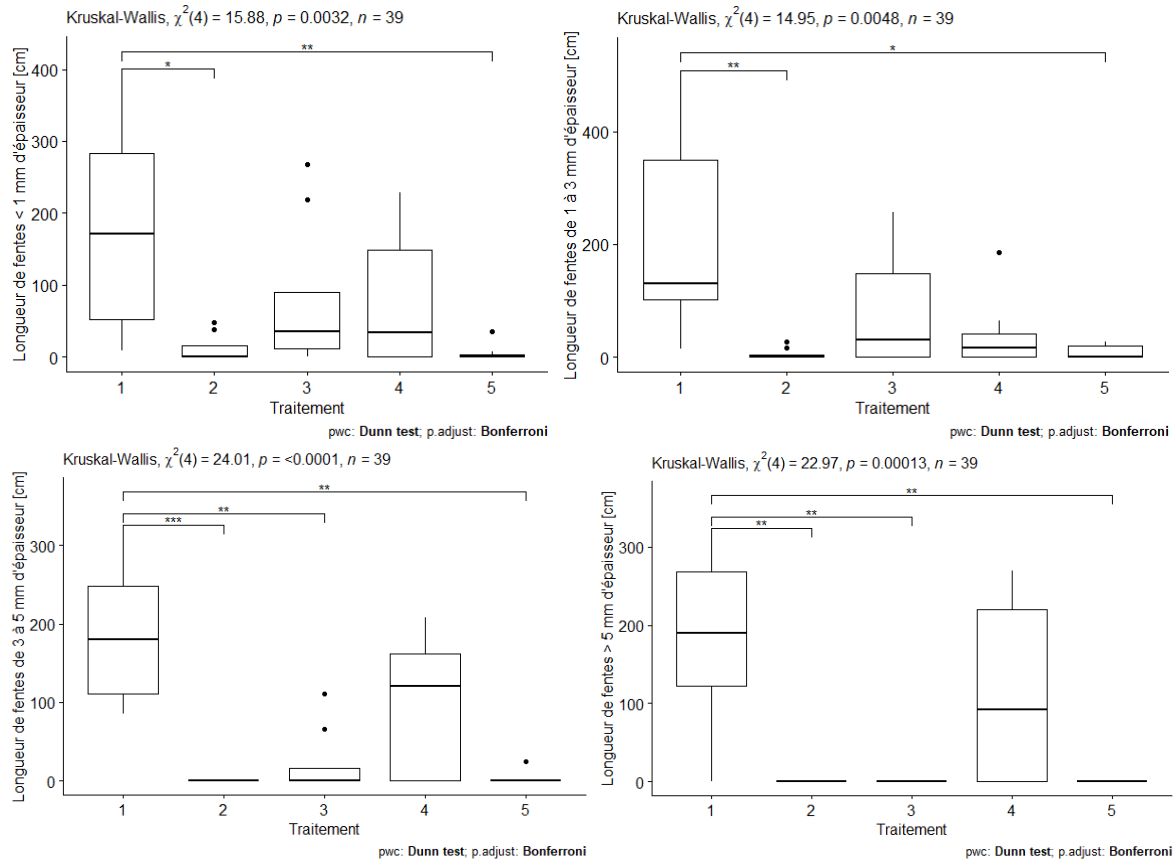 Kruskal-Wallis, χ²(4) = 15.88, p = 0.0032, n = 39
Longueur de fentes < 1 mm d'épaisseur [cm]
400
300
200
100
0
**
*
1 2 3 4 5
Traitement
pwc: Dunn test; p.adjust: Bonferroni
Kruskal-Wallis, χ²(4) = 14.95, p = 0.0048, n = 39
Longueur de fentes de 1 à 3 mm d'épaisseur [cm]
400
200
0
*
**
1 2 3 4 5
Traitement
pwc: Dunn test; p.adjust: Bonferroni
Kruskal-Wallis, χ²(4) = 24.01, p = <0.0001, n = 39
Longueur de fentes de 3 à 5 mm d'épaisseur [cm]
300
200
100
0
**
**
***
1 2 3 4 5
Traitement
pwc: Dunn test; p.adjust: Bonferroni
Kruskal-Wallis, χ²(4) = 22.97, p = 0.00013, n = 39
Longueur de fentes > 5 mm d'épaisseur [cm]
300
200
100
0
**
**
**
1 2 3 4 5
Traitement
pwc: Dunn test; p.adjust: Bonferroni